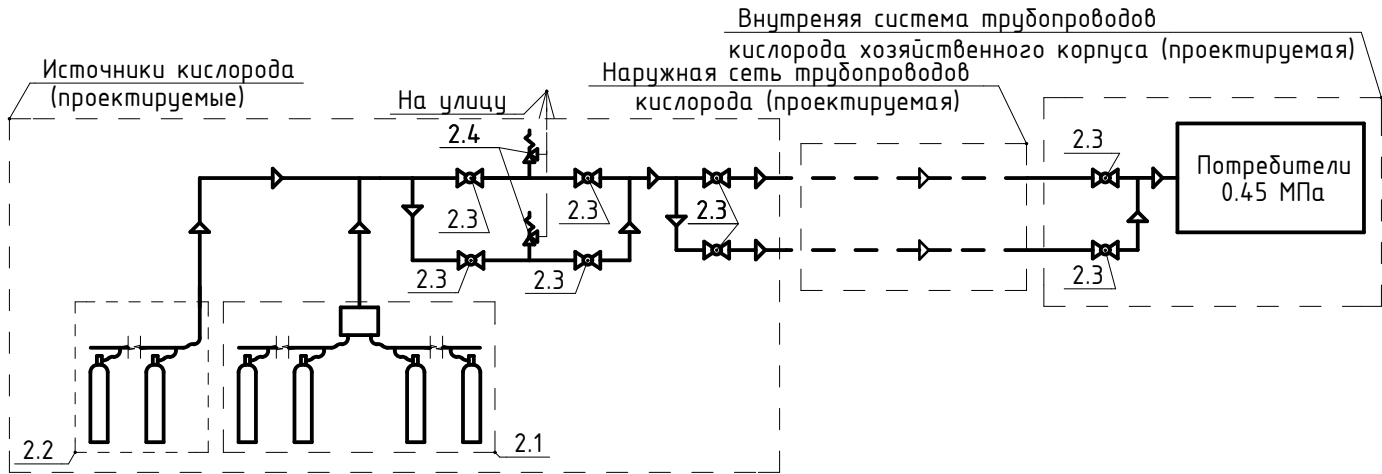 Внутреняя система трубопроводов
кислорода хозяйственного корпуса (проектируемая)
Источники кислорода
(проектируемые)
Наружная сеть трубопроводов
кислорода (проектируемая)
На улицу
2.4
2.3
2.3
2.3
2.3
2.3
2.3
2.3
Потребители
0.45 МПа
2.2
2.1